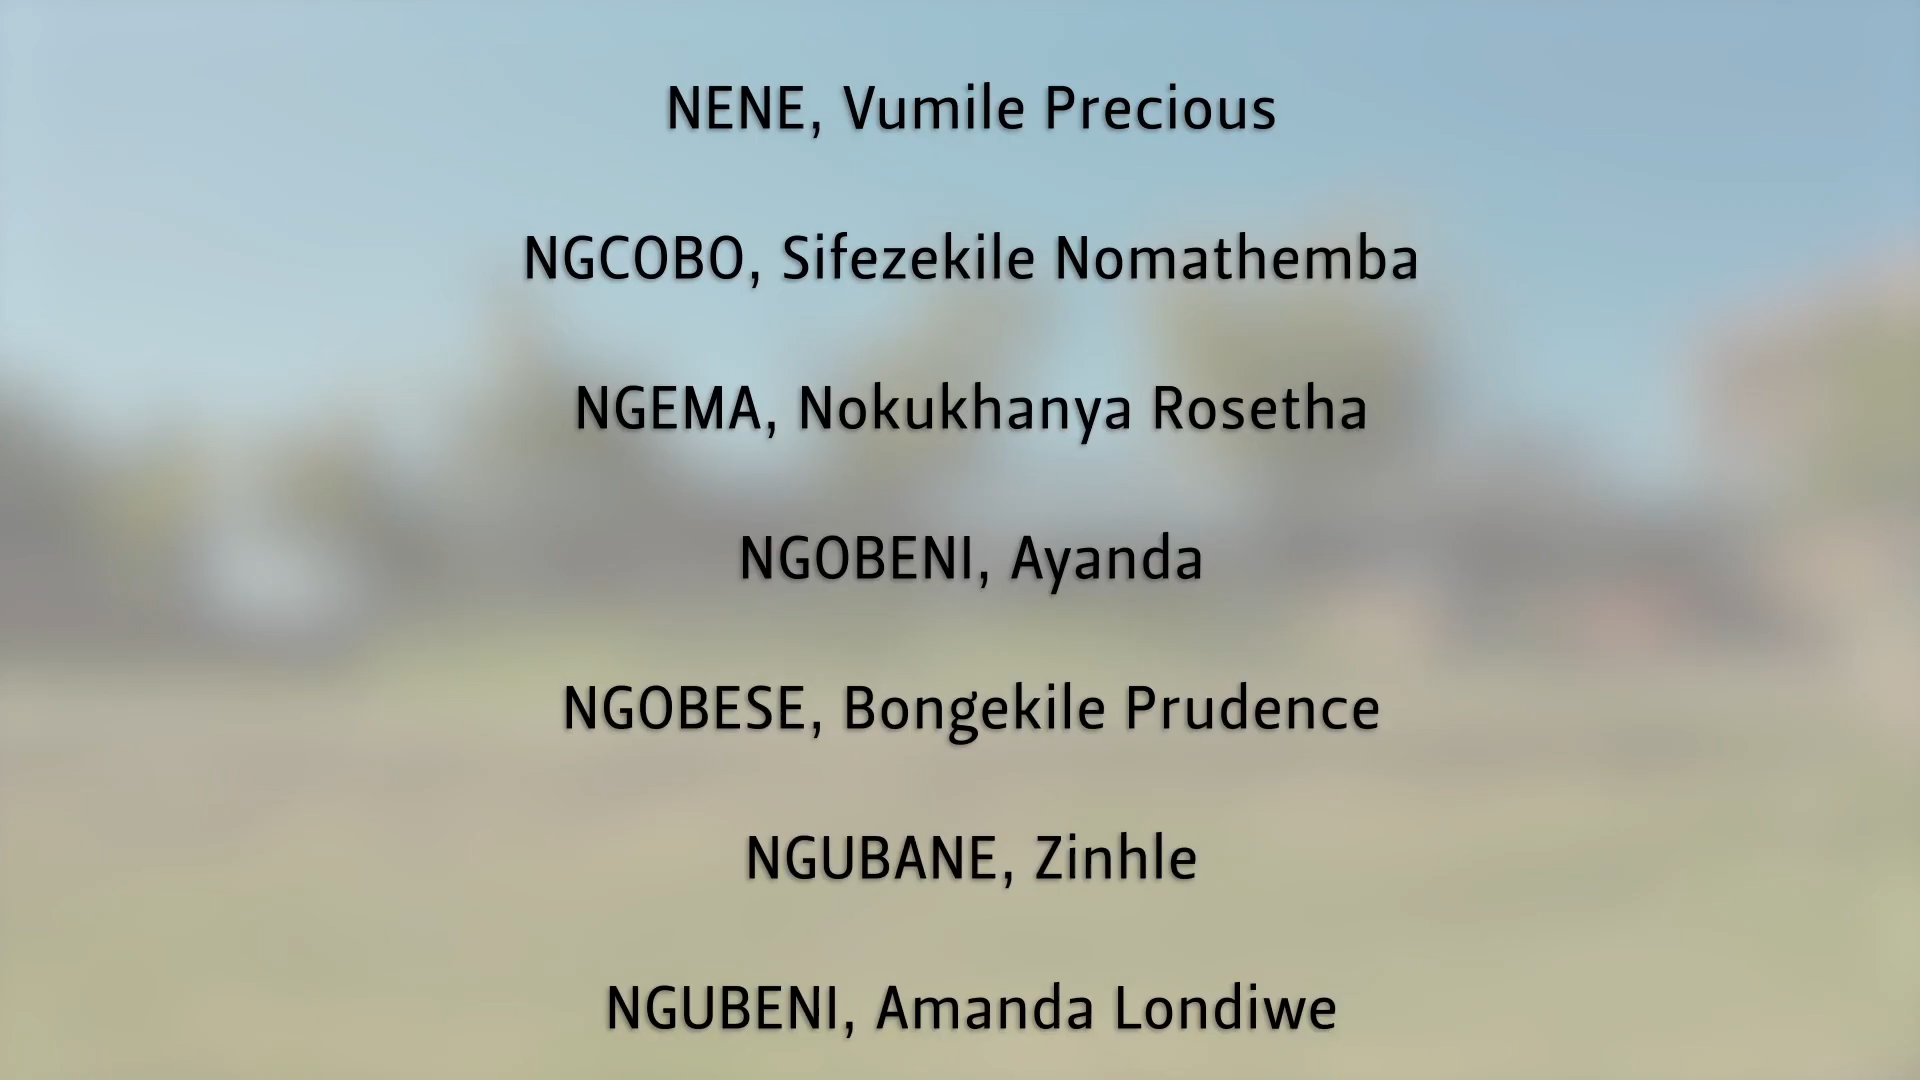 NENE, Vumile Precious
NGCOBO, Sifezekile Nomathemba
NGEMA, Nokukhanya Rosetha
NGOBENI, Ayanda
NGOBESE, Bongekile Prudence
NGUBANE, Zinhle
NGUBENI, Amanda Londiwe